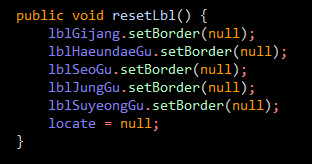 public void resetLbl() {
    lblGijang.setBorder(null);
    lblHaeundaeGu.setBorder(null);
    lblSeoGu.setBorder(null);
    lblJungGu.setBorder(null);
    lblSuyeongGu.setBorder(null);
    locate = null;
}